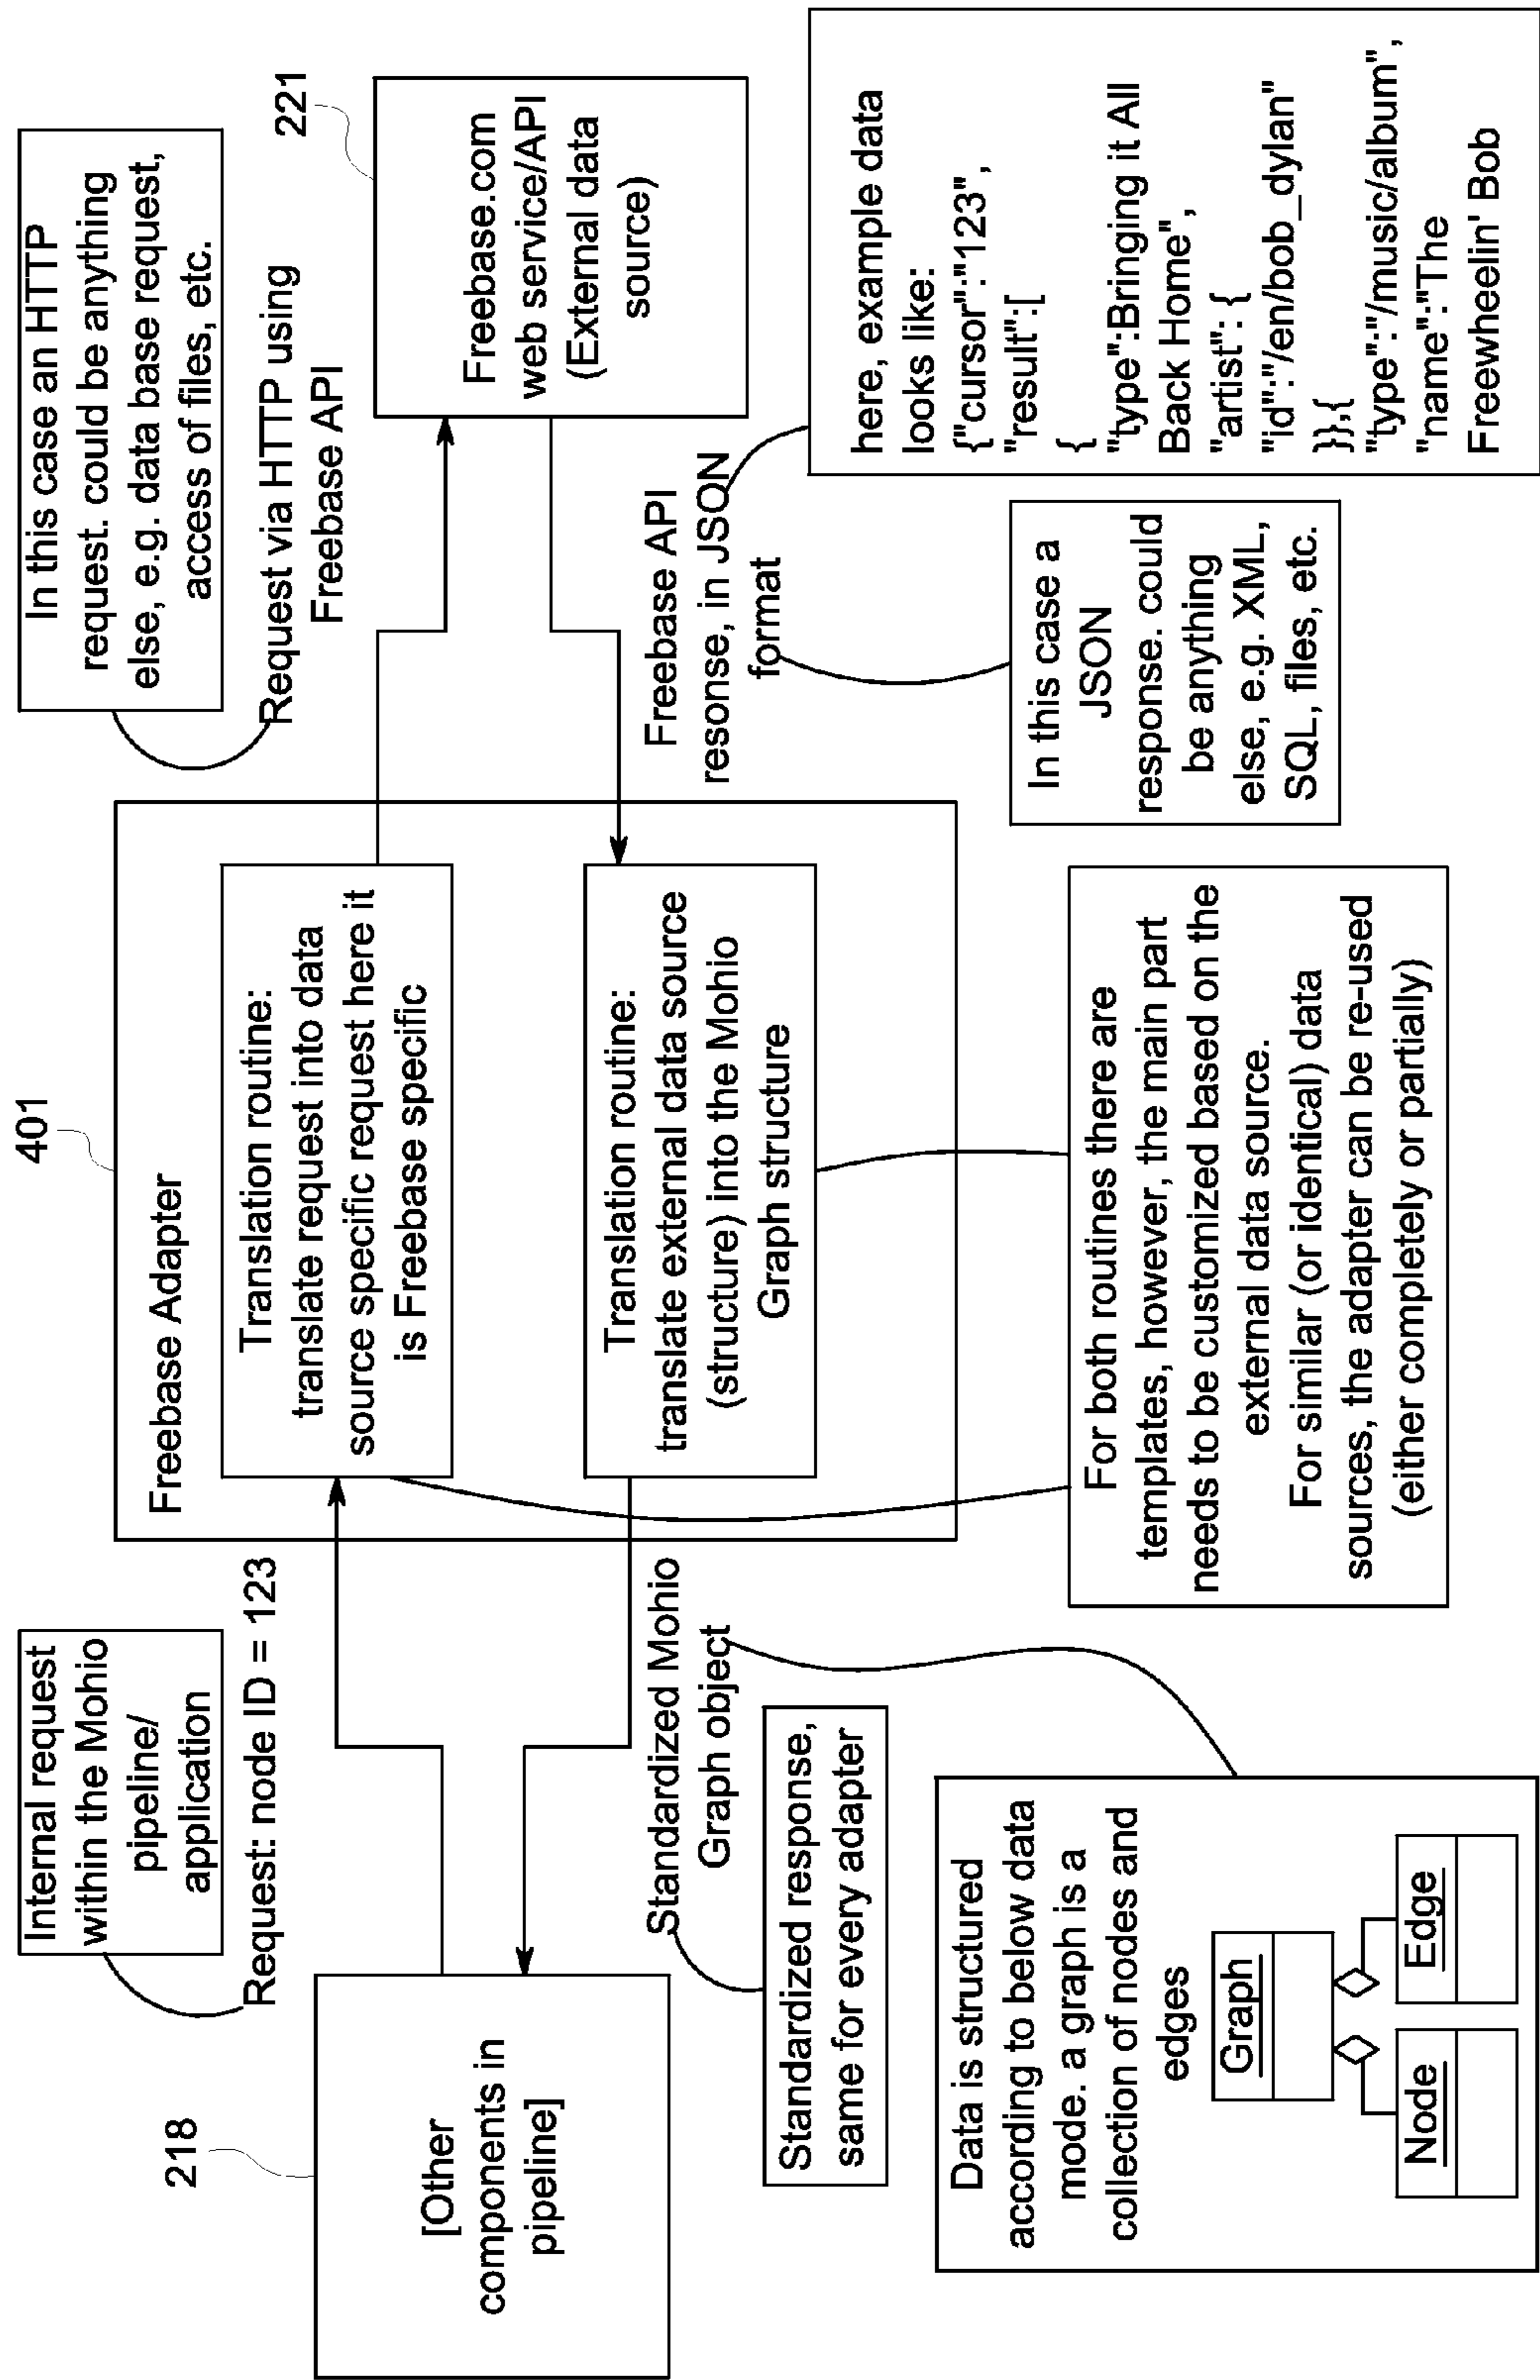 Internal request
within the Mohio
pipeline/
application
Request: node ID = 123
218
[Other
components in
pipeline]
Standardized Mohio
Graph object
Standardized response,
same for every adapter
Data is structured
according to below data
mode. a graph is a
collection of nodes and
edges
Graph
Node
Edge
401
Freebase Adapter
Translation routine:
translate request into data
source specific request here it
is Freebase specific
Translation routine:
translate external data source
(structure) into the Mohio
Graph structure
For both routines there are
templates, however, the main part
needs to be customized based on the
external data source.
For similar (or identical) data
sources, the adapter can be re-used
(either completely or partially)
In this case an HTTP
request. could be anything
else, e.g. data base request,
access of files, etc.
Request via HTTP using
Freebase API
221
Freebase.com
web service/API
(External data
source)
Freebase API
resonse, in JSON
format
In this case a
JSON
response. could
be anything
else, e.g. XML,
SQL, files, etc.
here, example data
looks like:
{"cursor":"123",
"result":[
{
"type":Bringing it All
Back Home",
"artist": {
"id":"/en/bob_dylan"
}},{
"type":"/music/album",
"name":"The
Freewheelin' Bob